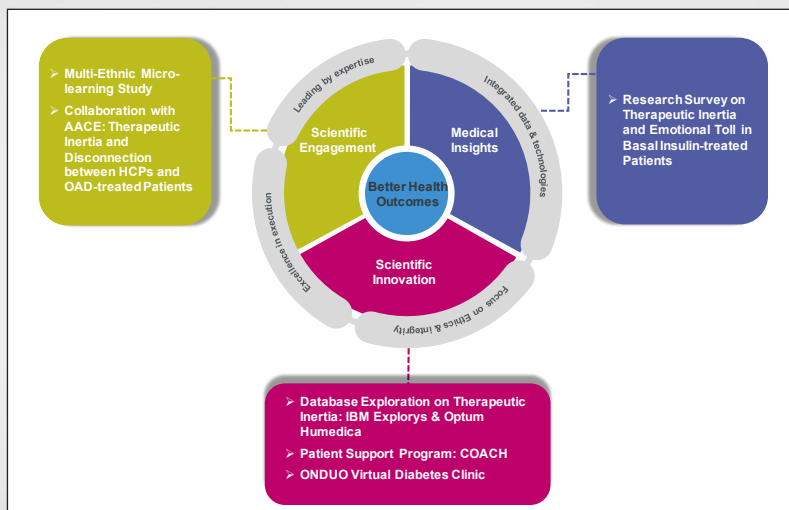 ➢ Multi-Ethnic Micro-
learning Study
➢ Collaboration with
AACE: Therapeutic
Inertia and
Disconnection
between HCPs and
OAD-treated Patients
Leading by expertise
Scientific
Engagement
Medical
Insights
Integrated data & technologies
➢ Research Survey on
Therapeutic Inertia
and Emotional Toll in
Basal Insulin-treated
Patients
Better Health
Outcomes
Excellence in execution
Scientific
Innovation
Focus on Ethics & integrity
➢ Database Exploration on Therapeutic
Inertia: IBM Explorys & Optum
Humedica
➢ Patient Support Program: COACH
➢ ONDUO Virtual Diabetes Clinic